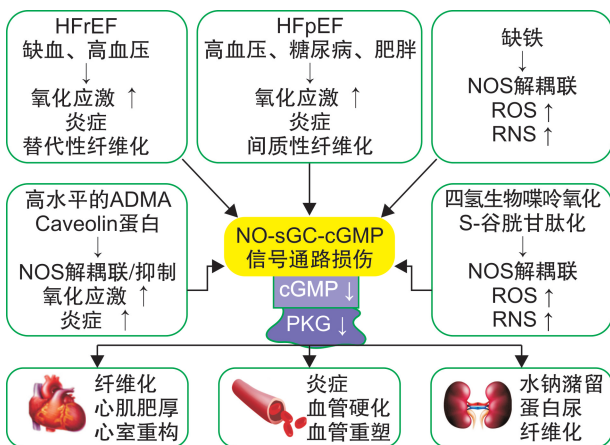 HFrEF
缺血、高血压
↓
氧化应激 ↑
炎症
替代性纤维化
HFpEF
高血压、糖尿病、肥胖
↓
氧化应激 ↑
炎症
间质性纤维化
缺铁
↓
NOS解耦联
ROS ↑
RNS ↑
高水平的ADMA
Caveolin蛋白
↓
NOS解耦联/抑制
氧化应激 ↑
炎症 ↑
NO-sGC-cGMP
信号通路损伤
cGMP ↓
PKG ↓
四氢生物喋呤氧化
S-谷胱甘肽化
↓
NOS解耦联
ROS ↑
RNS ↑
纤维化
心肌肥厚
心室重构
炎症
血管硬化
血管重塑
水钠潴留
蛋白尿
纤维化